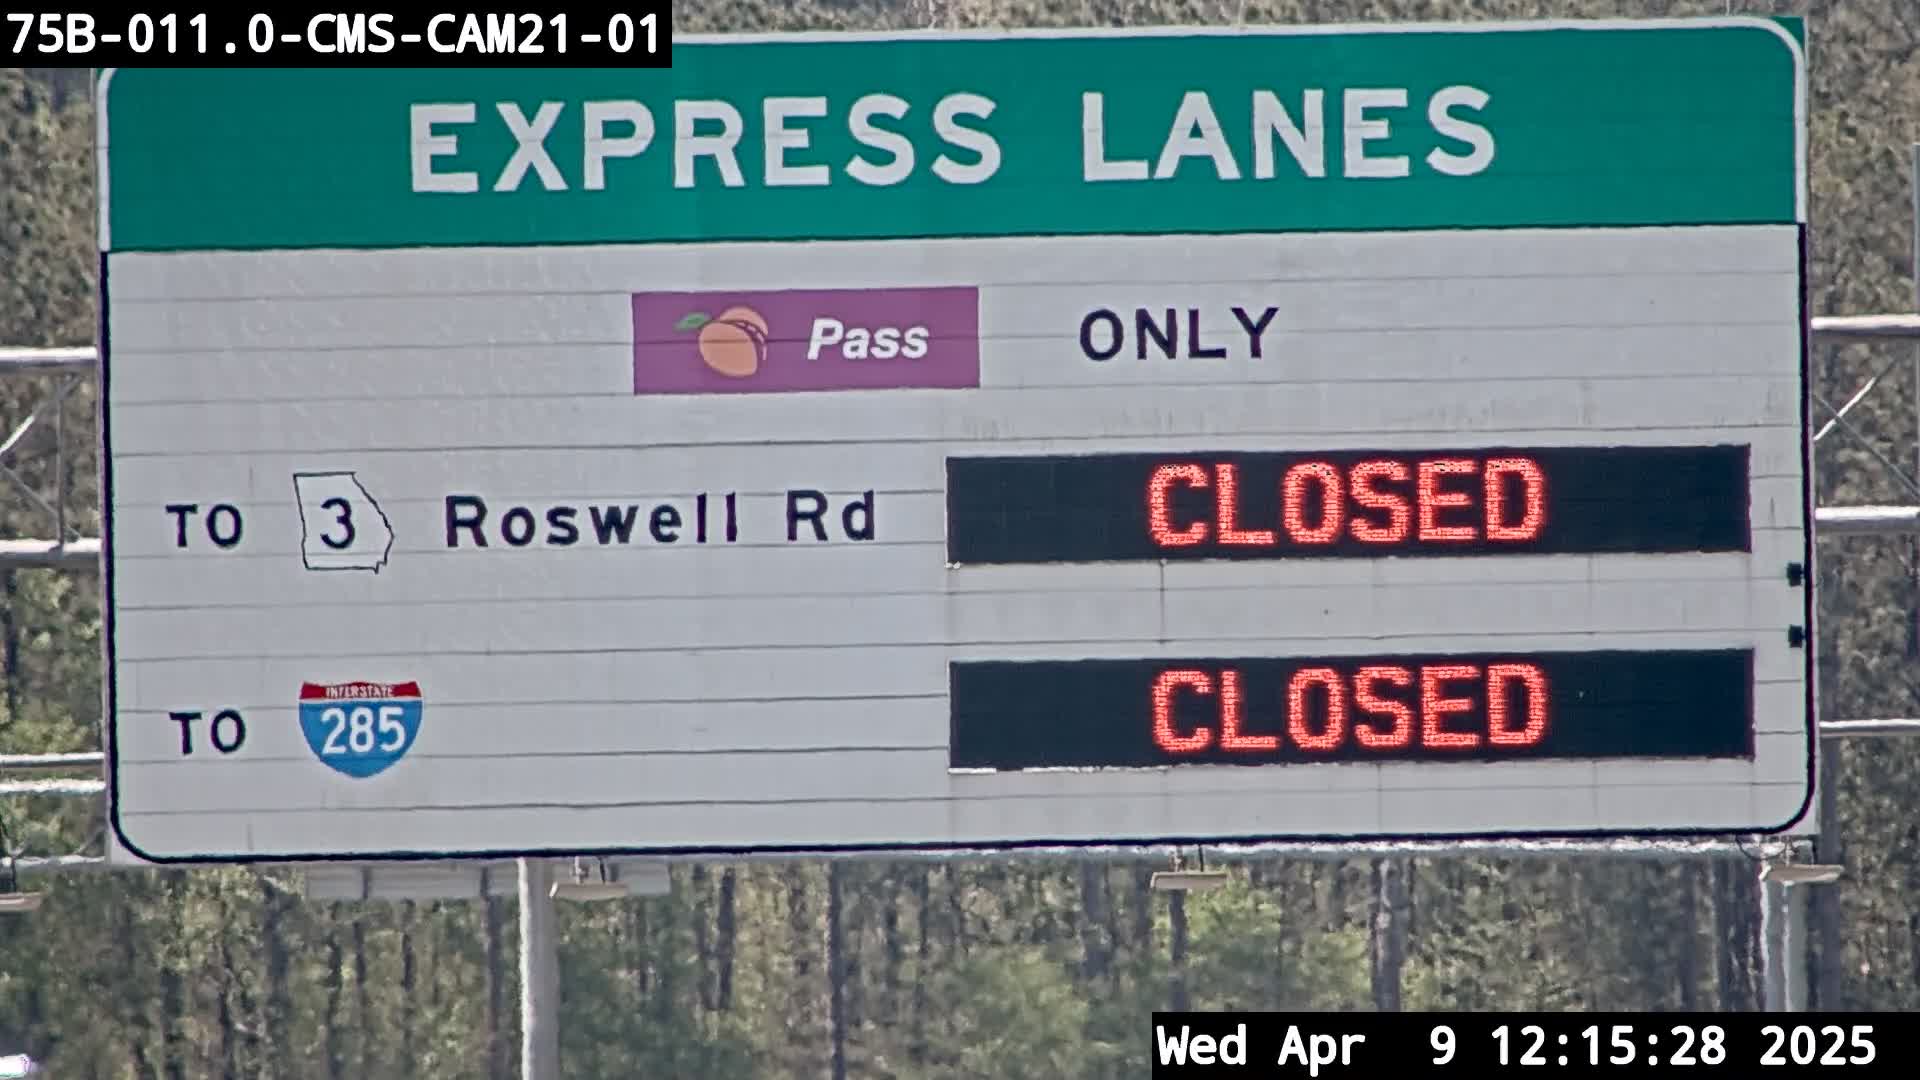 75B-011.0-CMS-CAM21-01
EXPRESS LANES
Pass ONLY
TO 3 Roswell Rd CLOSED
INTERSTATE
TO 285 CLOSED
Wed Apr 9 12:15:28 2025